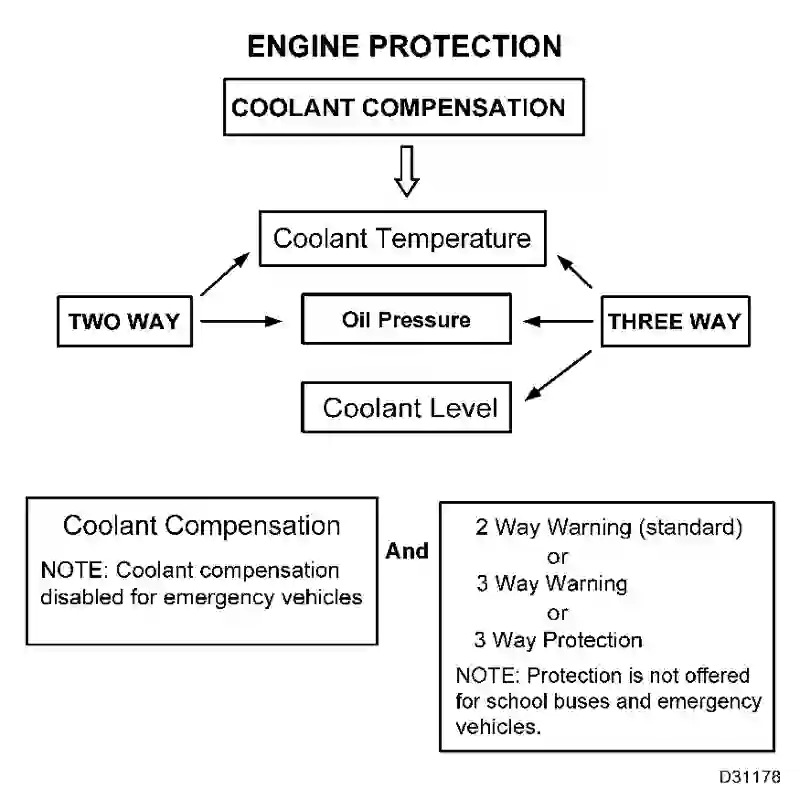 ENGINE PROTECTION
COOLANT COMPENSATION
Coolant Temperature
TWO WAY
Oil Pressure
THREE WAY
Coolant Level
Coolant Compensation
NOTE: Coolant compensation
disabled for emergency vehicles
And
2 Way Warning (standard)
or
3 Way Warning
or
3 Way Protection
NOTE: Protection is not offered
for school buses and emergency
vehicles.
D31178